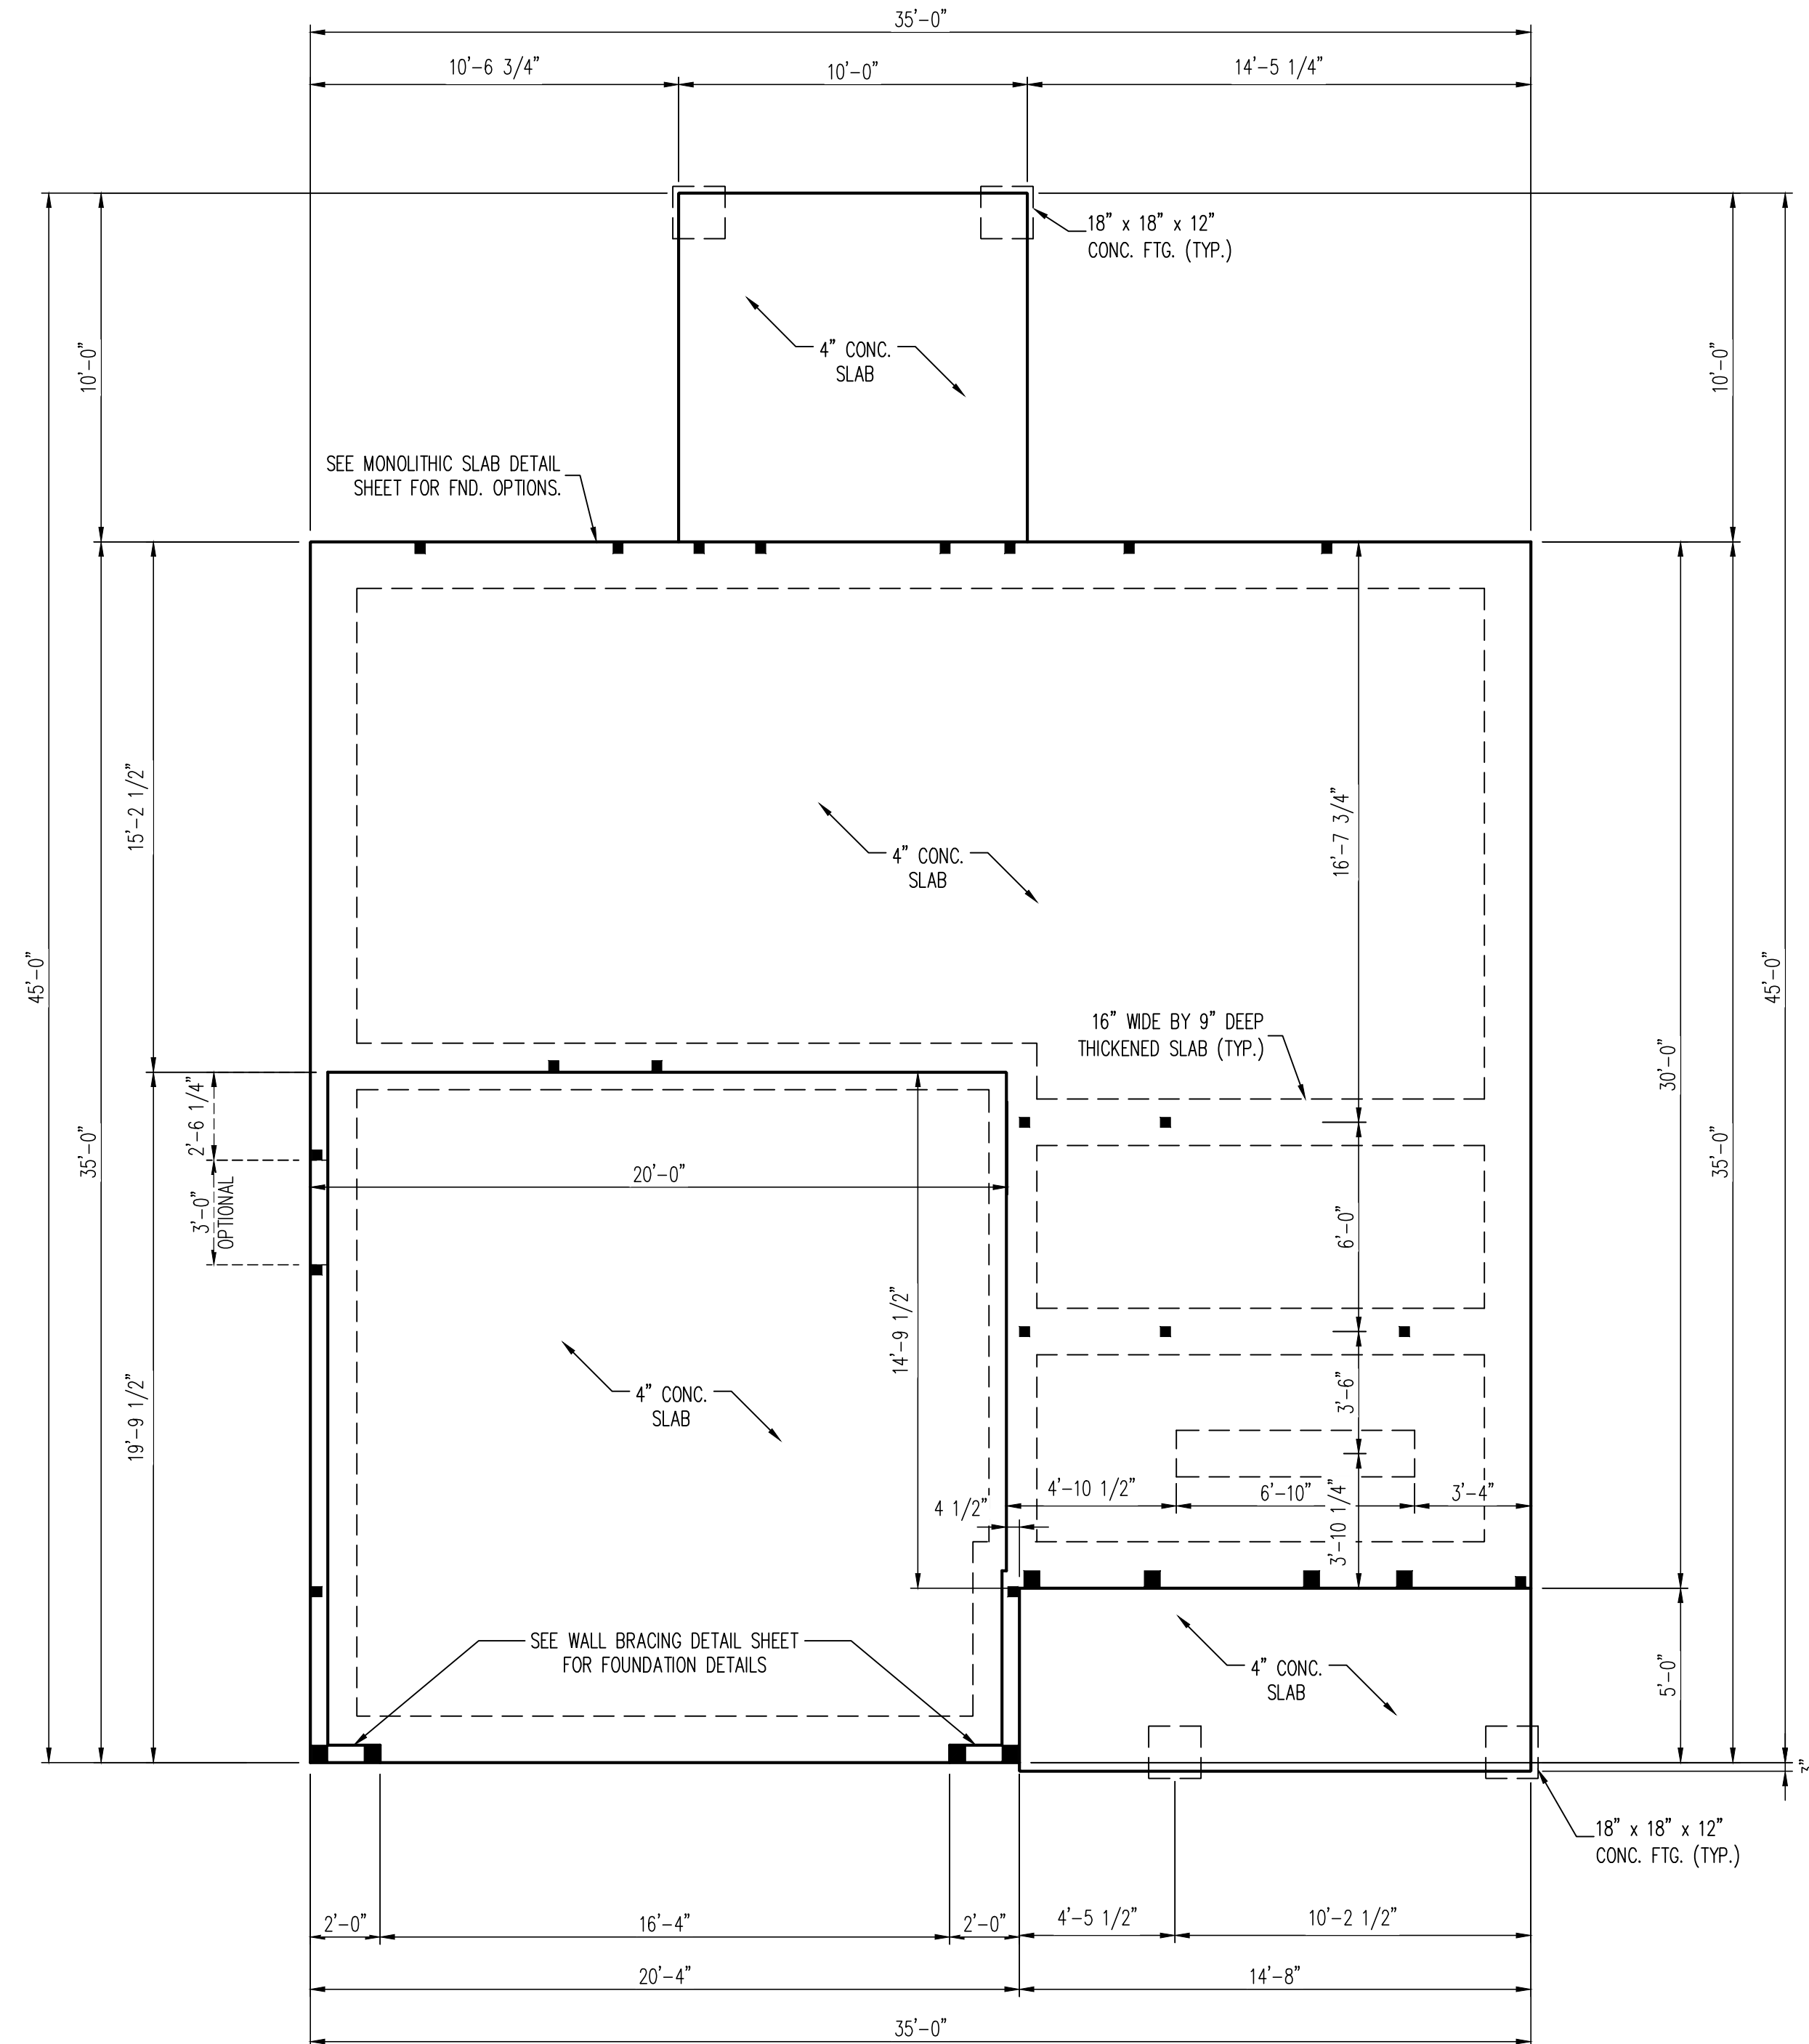 35'-0"
10'-6 3/4"
10'-0"
14'-5 1/4"
18" x 18" x 12"
CONC. FTG. (TYP.)
4" CONC.
SLAB
10'-0"
10'-0"
SEE MONOLITHIC SLAB DETAIL
SHEET FOR FND. OPTIONS.
15'-2 1/2"
16'-7 3/4"
4" CONC.
SLAB
45'-0"
45'-0"
16" WIDE BY 9" DEEP
THICKENED SLAB (TYP.)
30'-0"
2'-6 1/4"
35'-0"
35'-0"
20'-0"
3'-0"
OPTIONAL
6'-0"
14'-9 1/2"
19'-9 1/2"
4" CONC.
SLAB
3'-6"
4 1/2"
4'-10 1/2"
6'-10"
3'-4"
3'-10 1/4"
SEE WALL BRACING DETAIL SHEET
FOR FOUNDATION DETAILS
4" CONC.
SLAB
5'-0"
3"
18" x 18" x 12"
CONC. FTG. (TYP.)
2'-0"
16'-4"
2'-0"
4'-5 1/2"
10'-2 1/2"
20'-4"
14'-8"
35'-0"